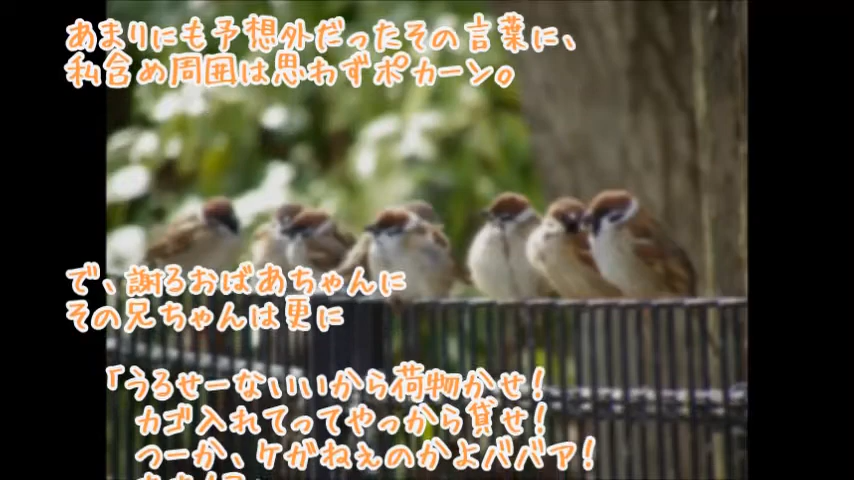 あまりにも予想外だったその言葉に、
私含め周囲は思わずポカーン。
で、謝ろおばあちゃんに
その兄ちゃんは更に
「うるせーないいから荷物かせ!
カゴ入れてってやっから貸せ!
つーか、ケガねぇのかよババア!